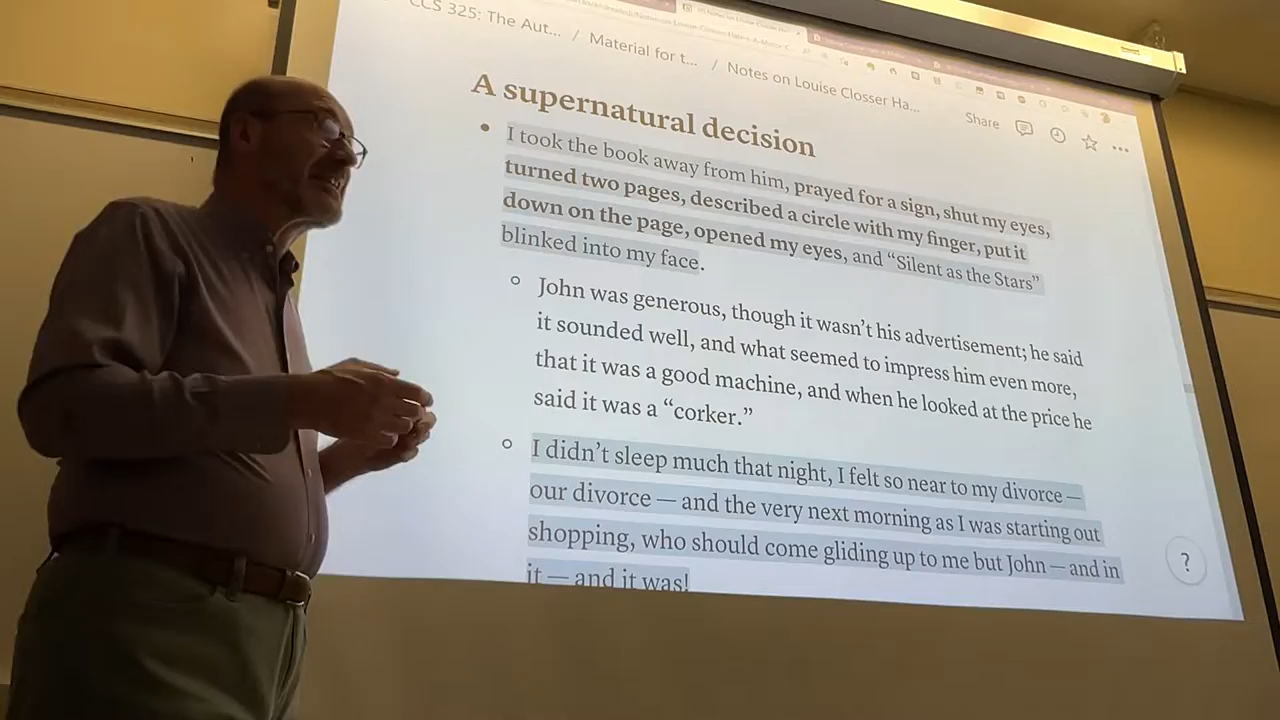 CCS 325: The Aut... / Material for t... / Notes on Louise Closser Ha...
Share
A supernatural decision
• I took the book away from him, prayed for a sign, shut my eyes,
turned two pages, described a circle with my finger, put it
down on the page, opened my eyes, and “Silent as the Stars”
blinked into my face.
John was generous, though it wasn’t his advertisement; he said
it sounded well, and what seemed to impress him even more,
that it was a good machine, and when he looked at the price he
said it was a “corker.”
I didn’t sleep much that night, I felt so near to my divorce —
our divorce — and the very next morning as I was starting out
shopping, who should come gliding up to me but John — and in
it — and it was!
?